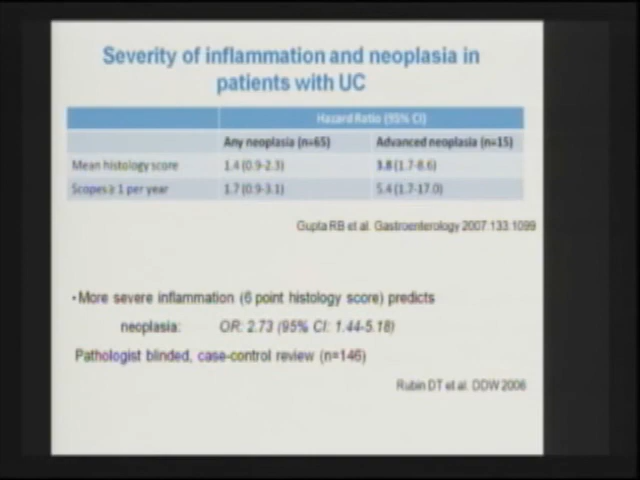 Severity of inflammation and neoplasia in
patients with UC
Hazard Ratio (95% CI)
Any neoplasia (n=65) Advanced neoplasia (n=15)
Mean histology score 1.4 (0.9-2.3) 3.8 (1.7-8.6)
Scopes ≥ 1 per year 1.7 (0.9-3.1) 5.4 (1.7-17.0)
Gupta RB et al. Gastroenterology 2007:133:1099
•More severe inflammation (6 point histology score) predicts
neoplasia: OR: 2.73 (95% CI: 1.44-5.18)
Pathologist blinded, case-control review (n=146)
Rubin DT et al. DDW 2006